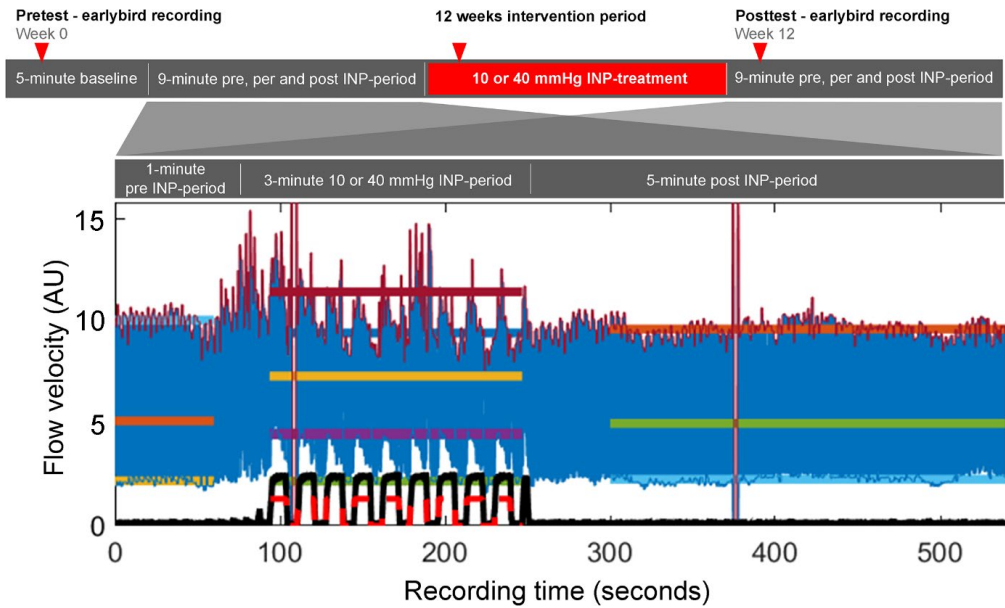 Pretest - earlybird recording
Week 0
12 weeks intervention period
Posttest - earlybird recording
Week 12
5-minute baseline
9-minute pre, per and post INP-period
10 or 40 mmHg INP-treatment
9-minute pre, per and post INP-period
1-minute
pre INP-period
3-minute 10 or 40 mmHg INP-period
5-minute post INP-period
Flow velocity (AU)
15
10
5
0
0 100 200 300 400 500
Recording time (seconds)